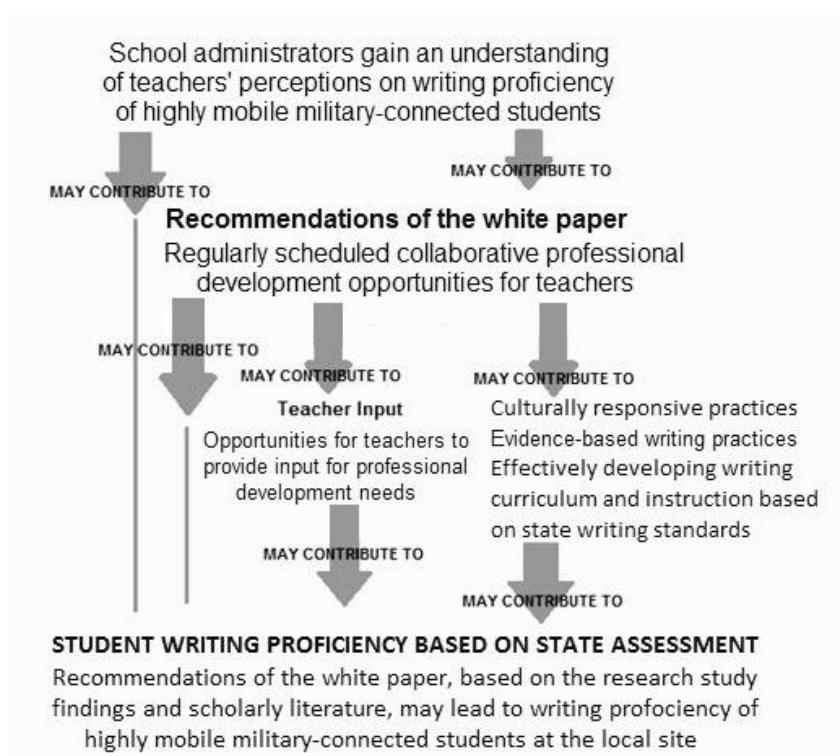 School administrators gain an understanding
of teachers' perceptions on writing proficiency
of highly mobile military-connected students
MAY CONTRIBUTE TO
MAY CONTRIBUTE TO
Recommendations of the white paper
Regularly scheduled collaborative professional
development opportunities for teachers
MAY CONTRIBUTE TO
MAY CONTRIBUTE TO
MAY CONTRIBUTE TO
Teacher Input
Opportunities for teachers to
provide input for professional
development needs
Culturally responsive practices
Evidence-based writing practices
Effectively developing writing
curriculum and instruction based
on state writing standards
MAY CONTRIBUTE TO
MAY CONTRIBUTE TO
STUDENT WRITING PROFICIENCY BASED ON STATE ASSESSMENT
Recommendations of the white paper, based on the research study
findings and scholarly literature, may lead to writing profociency of
highly mobile military-connected students at the local site